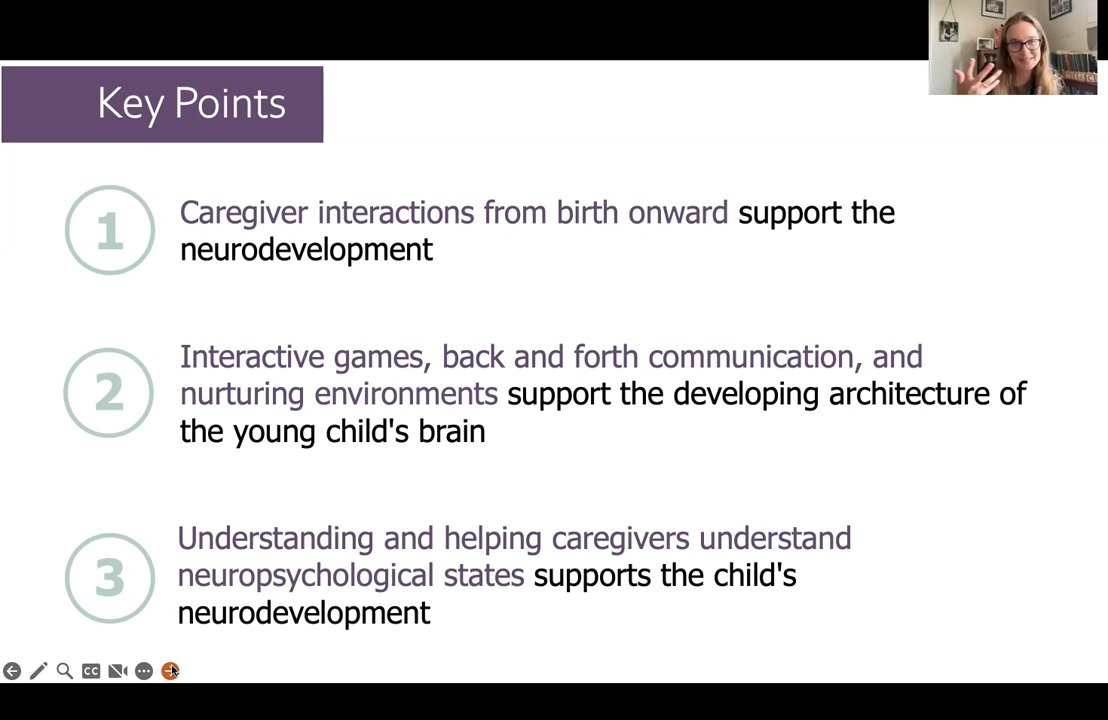 Key Points
1
Caregiver interactions from birth onward support the
neurodevelopment
2
Interactive games, back and forth communication, and
nurturing environments support the developing architecture of
the young child's brain
3
Understanding and helping caregivers understand
neuropsychological states supports the child's
neurodevelopment
CC